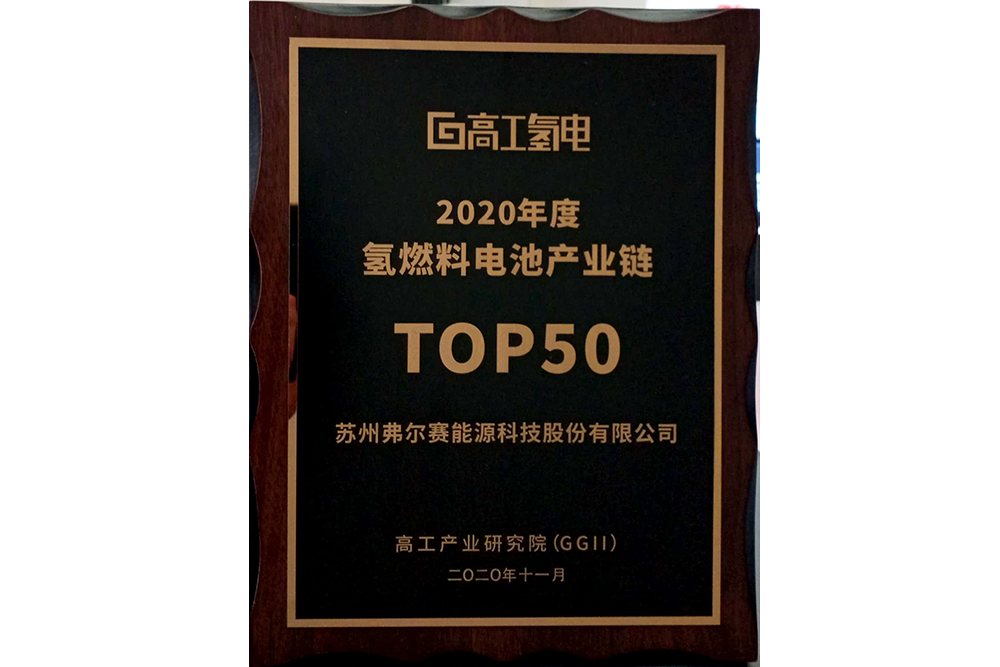 高工氢电
2020年度
氢燃料电池产业链
TOP50
苏州弗尔赛能源科技股份有限公司
高工产业研究院(GGII)
二〇二〇年十一月